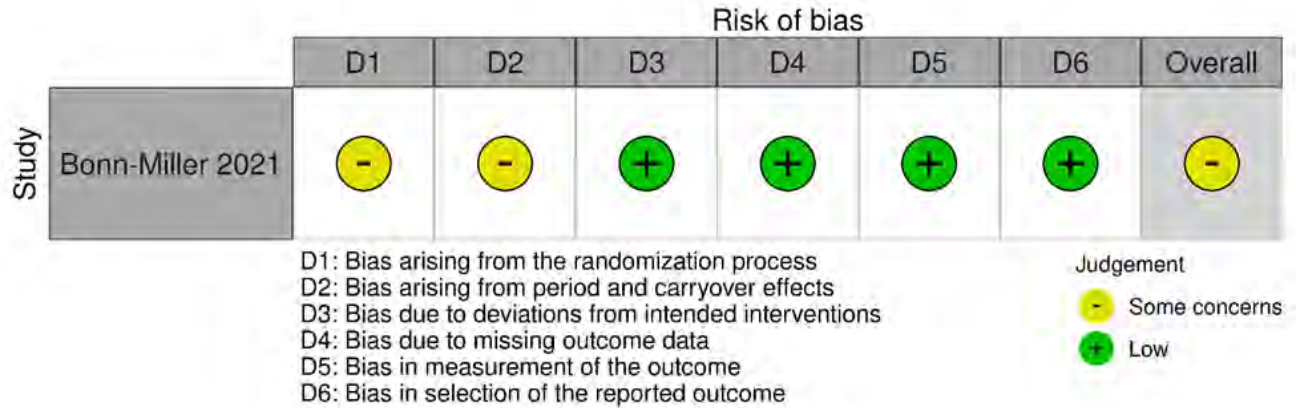 Risk of bias
D1 D2 D3 D4 D5 D6 Overall
Study
Bonn-Miller 2021 - - + + + + -
D1: Bias arising from the randomization process
D2: Bias arising from period and carryover effects
D3: Bias due to deviations from intended interventions
D4: Bias due to missing outcome data
D5: Bias in measurement of the outcome
D6: Bias in selection of the reported outcome
Judgement
- Some concerns
+ Low